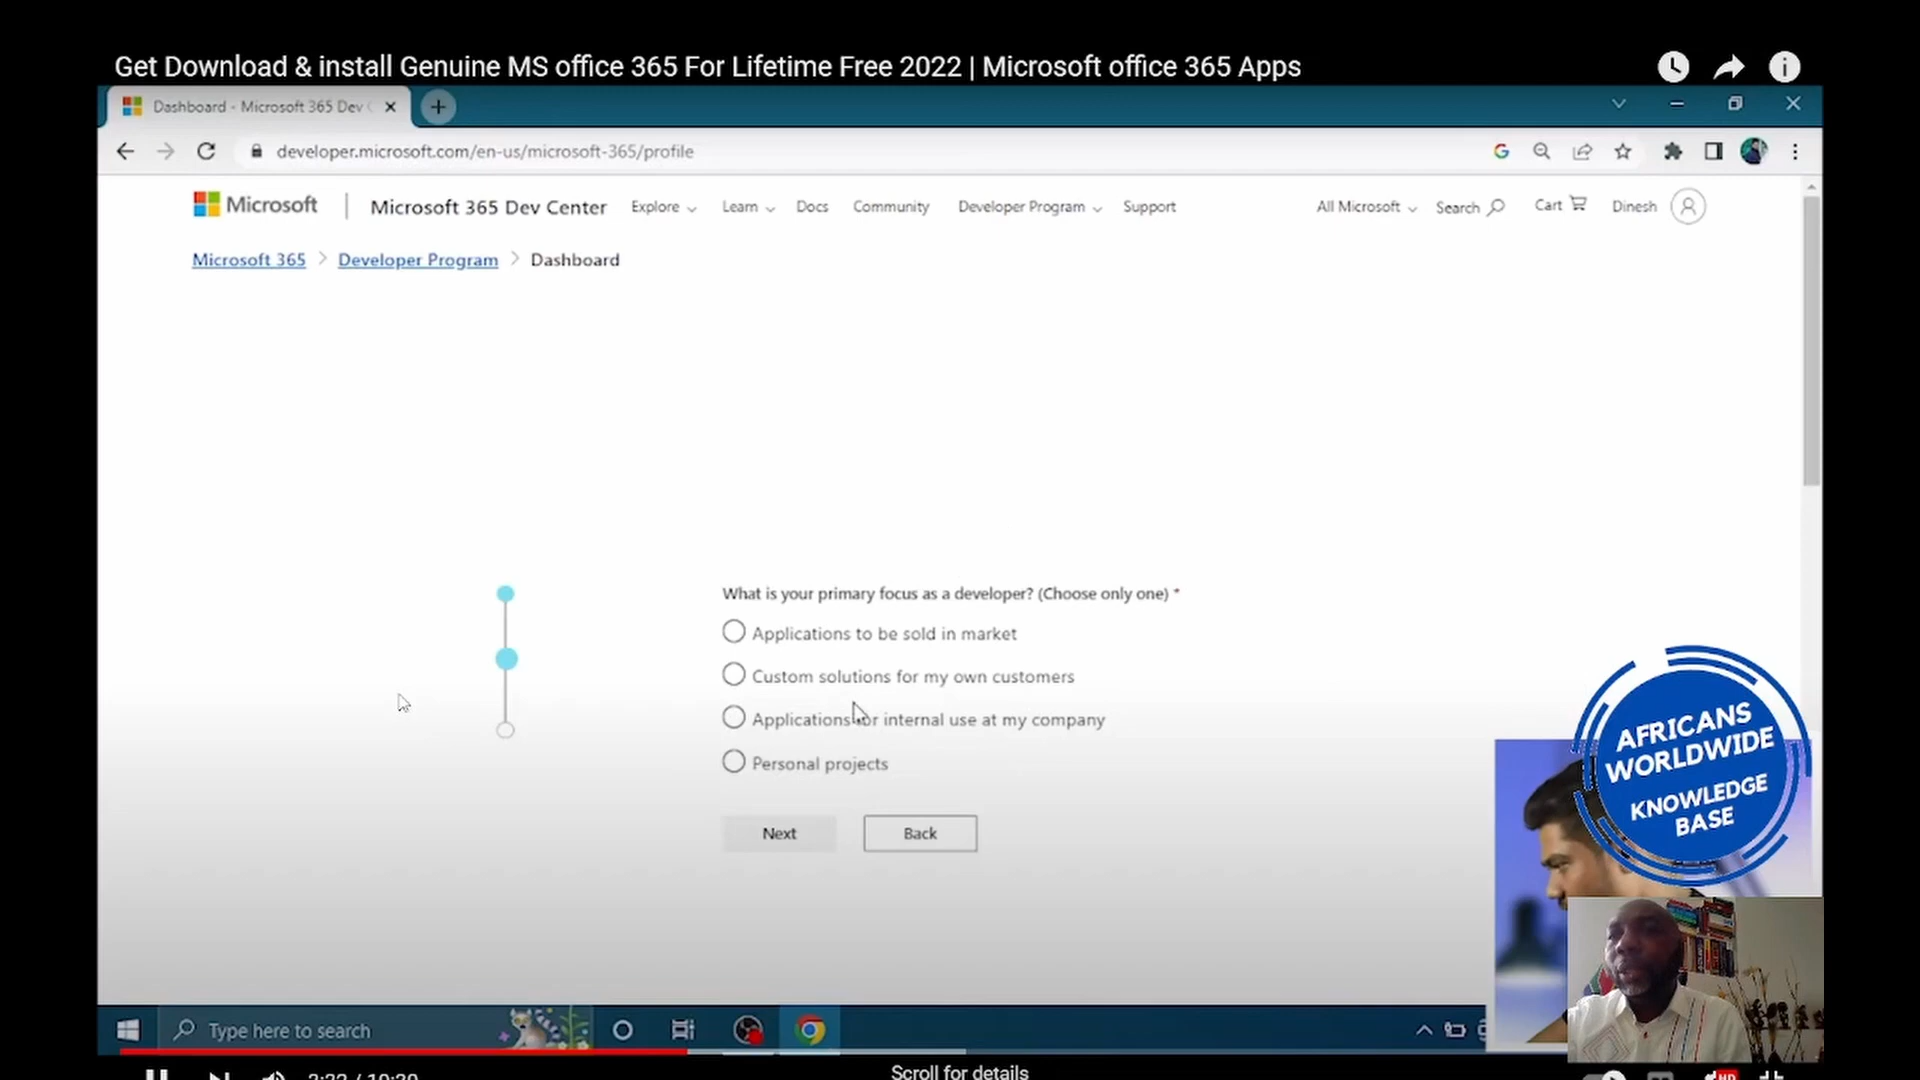 Get Download & install Genuine MS office 365 For Lifetime Free 2022 | Microsoft office 365 Apps
Dashboard - Microsoft 365 Dev
developer.microsoft.com/en-us/microsoft-365/profile
Microsoft
Microsoft 365 Dev Center
Explore
Learn
Docs
Community
Developer Program
Support
All Microsoft
Search
Cart
Dinesh
Microsoft 365 > Developer Program > Dashboard
What is your primary focus as a developer? (Choose only one) *
Applications to be sold in market
Custom solutions for my own customers
Applications for internal use at my company
Personal projects
Next
Back
AFRICANS
WORLDWIDE
KNOWLEDGE
BASE
Type here to search
Scroll for details
HD